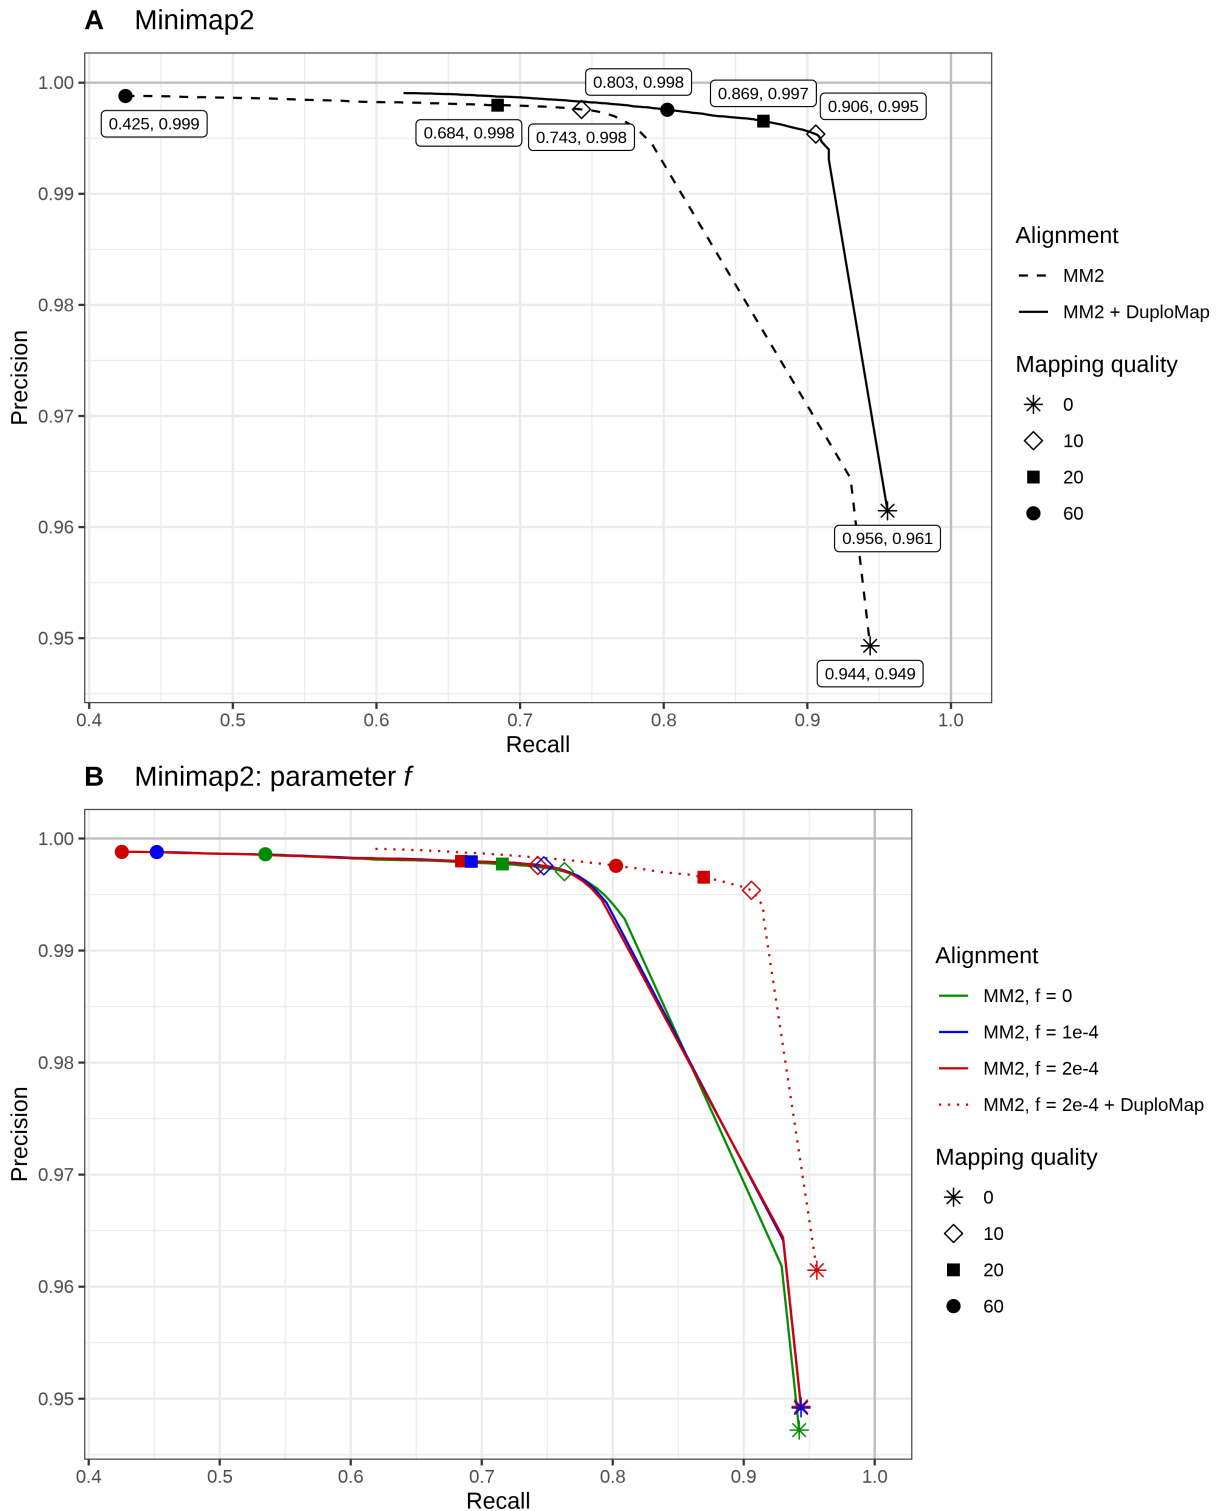 A Minimap2
1.00
0.99
0.98
0.97
0.96
0.95
Precision
0.803, 0.998
0.869, 0.997
0.906, 0.995
0.425, 0.999
0.684, 0.998
0.743, 0.998
0.956, 0.961
0.944, 0.949
0.4 0.5 0.6 0.7 0.8 0.9 1.0
Recall
Alignment
MM2
MM2 + DuploMap
Mapping quality
0
10
20
60
B Minimap2: parameter f
1.00
0.99
0.98
0.97
0.96
0.95
Precision
0.4 0.5 0.6 0.7 0.8 0.9 1.0
Recall
Alignment
MM2, f = 0
MM2, f = 1e-4
MM2, f = 2e-4
MM2, f = 2e-4 + DuploMap
Mapping quality
0
10
20
60